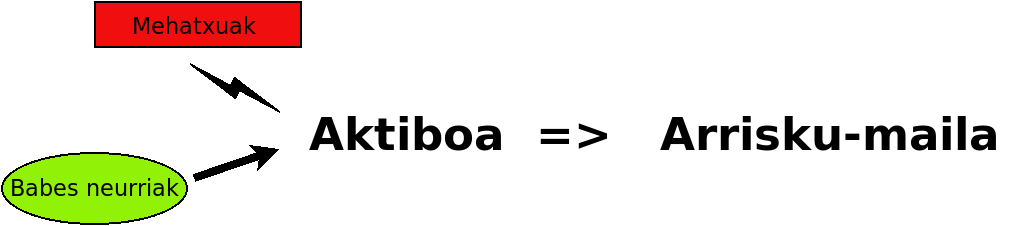 Mehatxuak
Aktiboa => Arrisku-maila
Babes neurriak